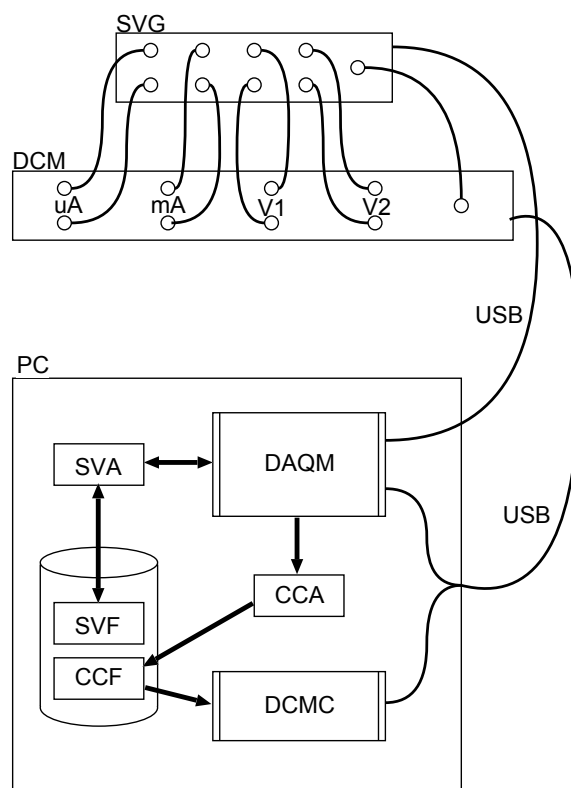 SVG
DCM
uA mA V1 V2
USB
PC
SVA DAQM
USB
CCA
SVF
CCF DCMC